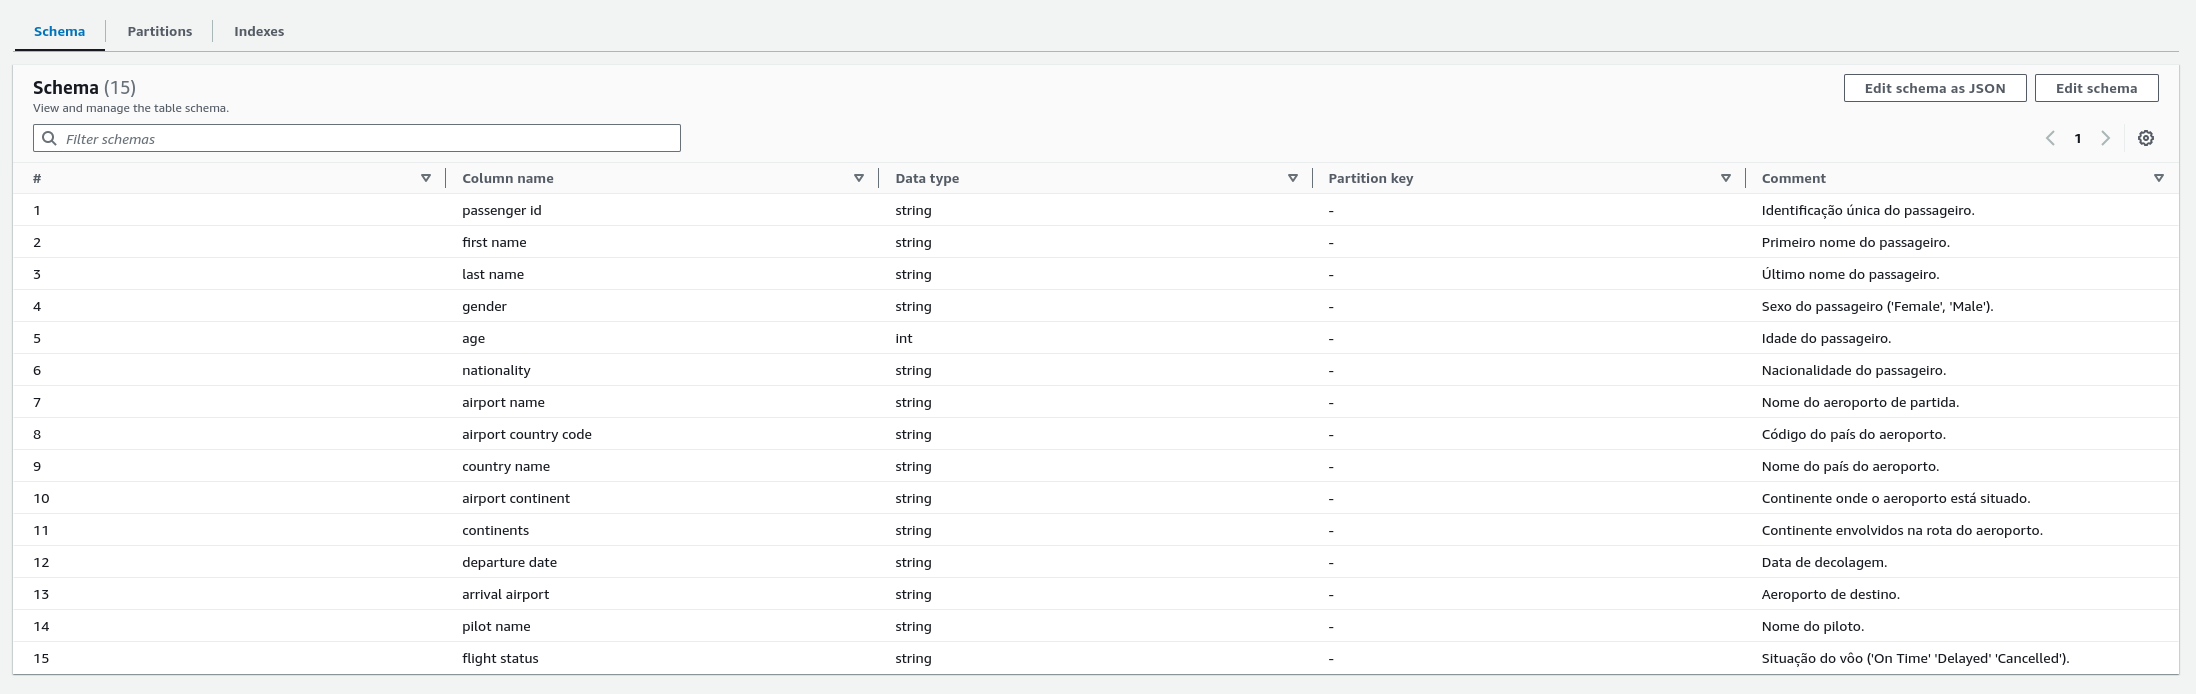 Schema Partitions Indexes
Schema (15) Edit schema as JSON Edit schema
View and manage the table schema.
Filter schemas 1
# Column name Data type Partition key Comment
1 passenger id string - Identificação única do passageiro.
2 first name string - Primeiro nome do passageiro.
3 last name string - Último nome do passageiro.
4 gender string - Sexo do passageiro ('Female', 'Male').
5 age int - Idade do passageiro.
6 nationality string - Nacionalidade do passageiro.
7 airport name string - Nome do aeroporto de partida.
8 airport country code string - Código do país do aeroporto.
9 country name string - Nome do país do aeroporto.
10 airport continent string - Continente onde o aeroporto está situado.
11 continents string - Continente envolvidos na rota do aeroporto.
12 departure date string - Data de decolagem.
13 arrival airport string - Aeroporto de destino.
14 pilot name string - Nome do piloto.
15 flight status string - Situação do vôo ('On Time' 'Delayed' 'Cancelled').